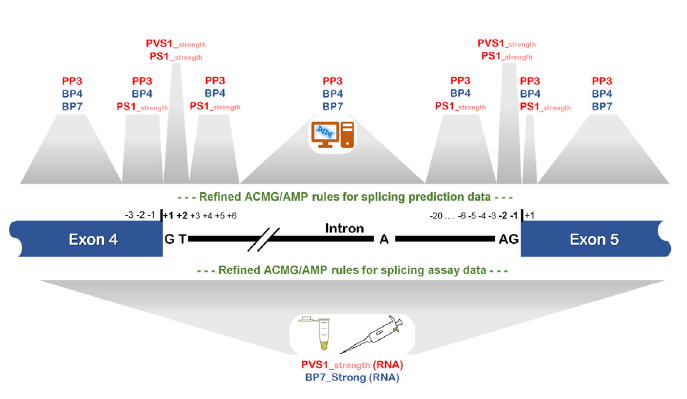 PVS1_strength
PS1_strength
PVS1_strength
PS1_strength
PP3
BP4
BP7
PP3
BP4
PS1_strength
PP3
BP4
PS1_strength
PP3
BP4
BP7
PP3
BP4
PS1_strength
PP3
BP4
PS1_strength
PP3
BP4
BP7
- - - Refined ACMG/AMP rules for splicing prediction data - - -
-3 -2 -1 +1 +2 +3 +4 +5 +6
-20 .... -6 -5 -4 -3 -2 -1 +1
Exon 4
G T
Intron
A
AG
Exon 5
- - - Refined ACMG/AMP rules for splicing assay data - - -
PVS1_strength (RNA)
BP7_Strong (RNA)